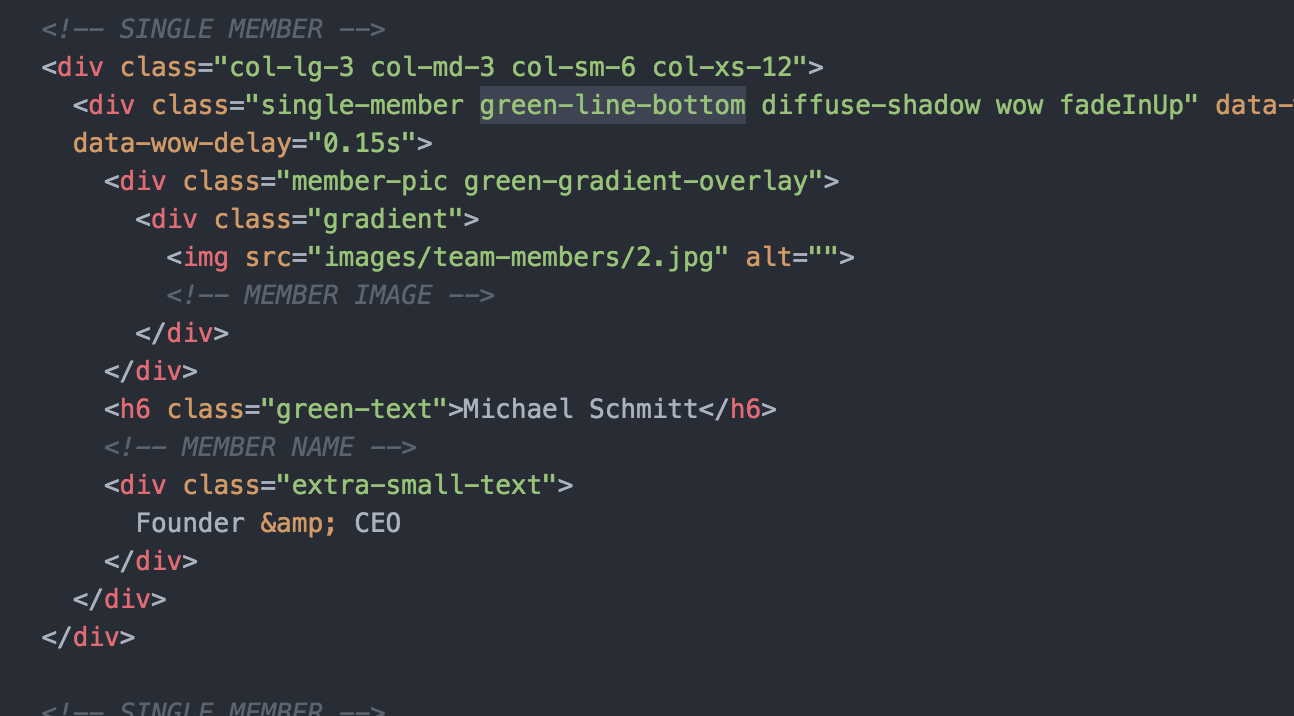 <!-- SINGLE MEMBER -->
<div class="col-lg-3 col-md-3 col-sm-6 col-xs-12">
<div class="single-member green-line-bottom diffuse-shadow wow fadeInUp" data-
data-wow-delay="0.15s">
<div class="member-pic green-gradient-overlay">
<div class="gradient">
<img src="images/team-members/2.jpg" alt="">
<!-- MEMBER IMAGE -->
</div>
</div>
<h6 class="green-text">Michael Schmitt</h6>
<!-- MEMBER NAME -->
<div class="extra-small-text">
Founder &amp; CEO
</div>
</div>
</div>
<!-- SINGLE MEMBER -->